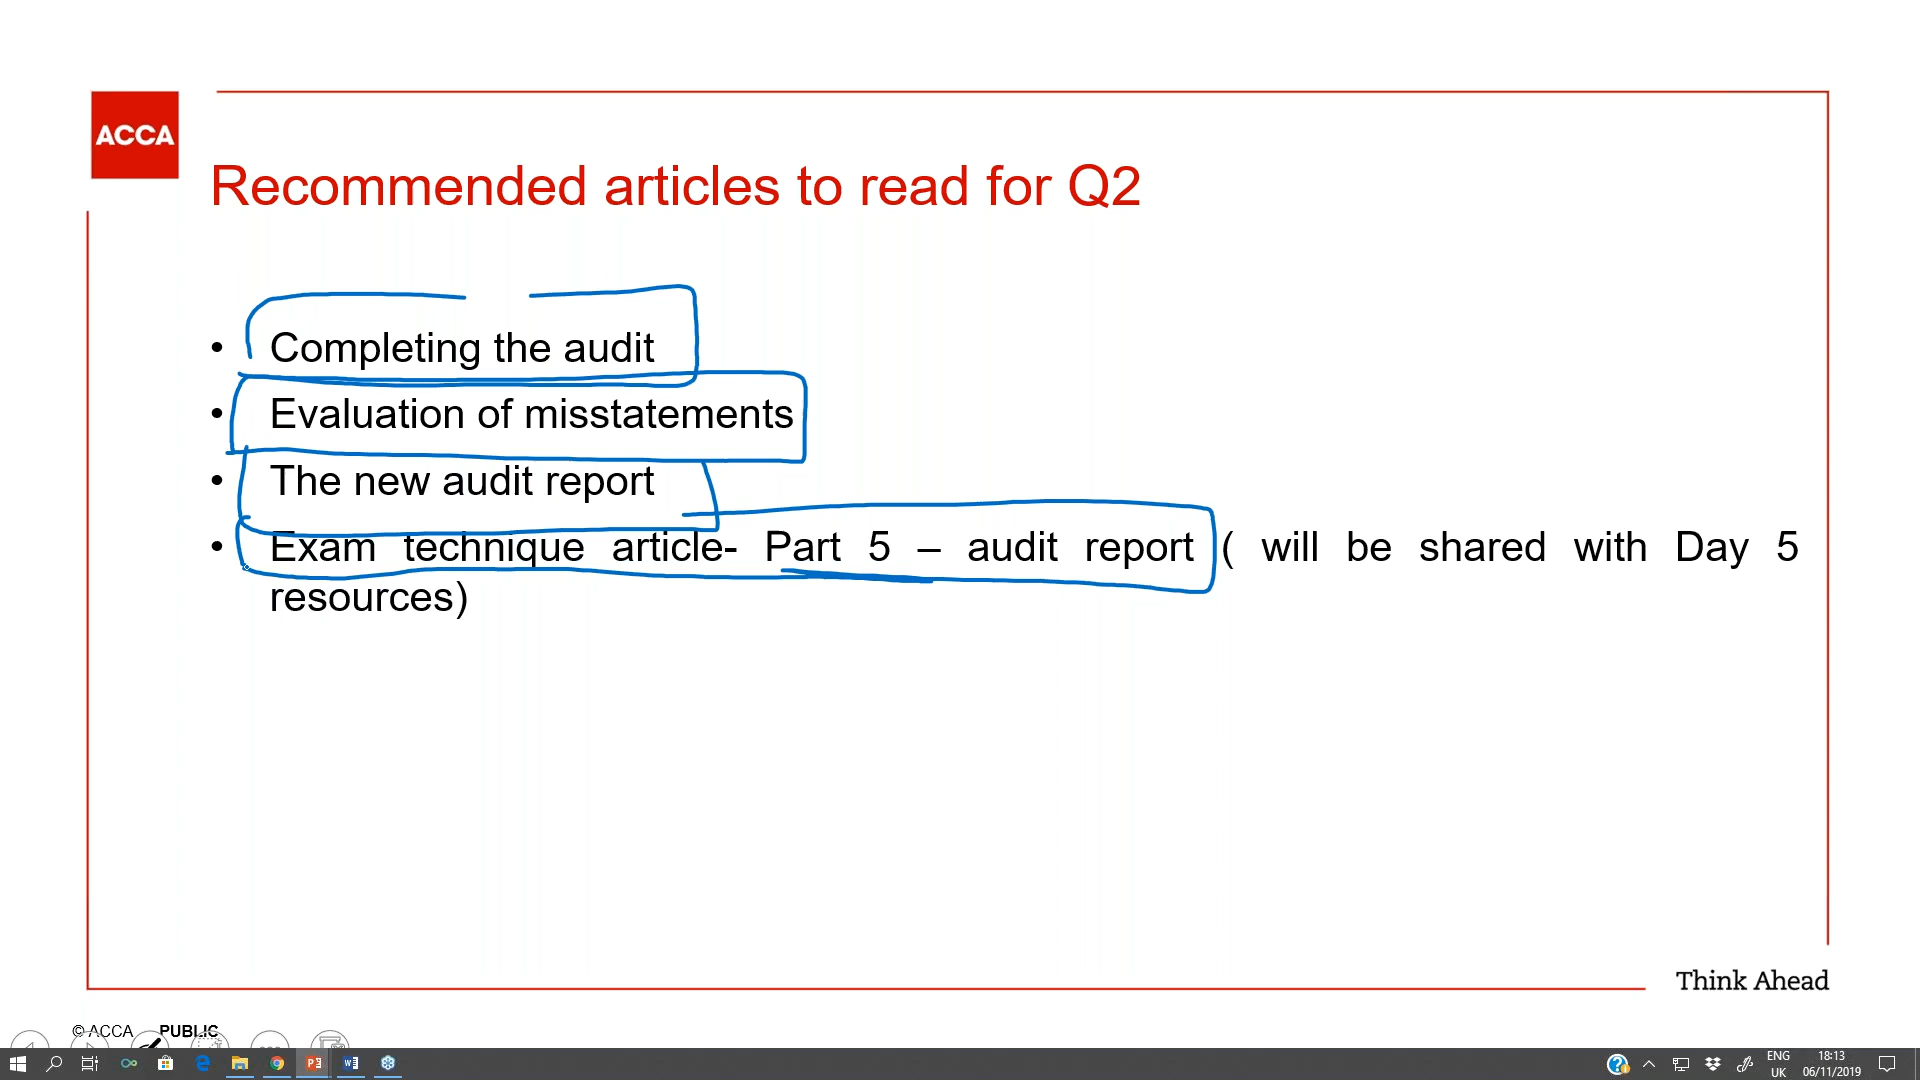 ACCA
Recommended articles to read for Q2
• Completing the audit
• Evaluation of misstatements
• The new audit report
• Exam technique article- Part 5 – audit report ( will be shared with Day 5
resources)
Think Ahead
© ACCA PUBLIC
ENG
UK
18:13
06/11/2019